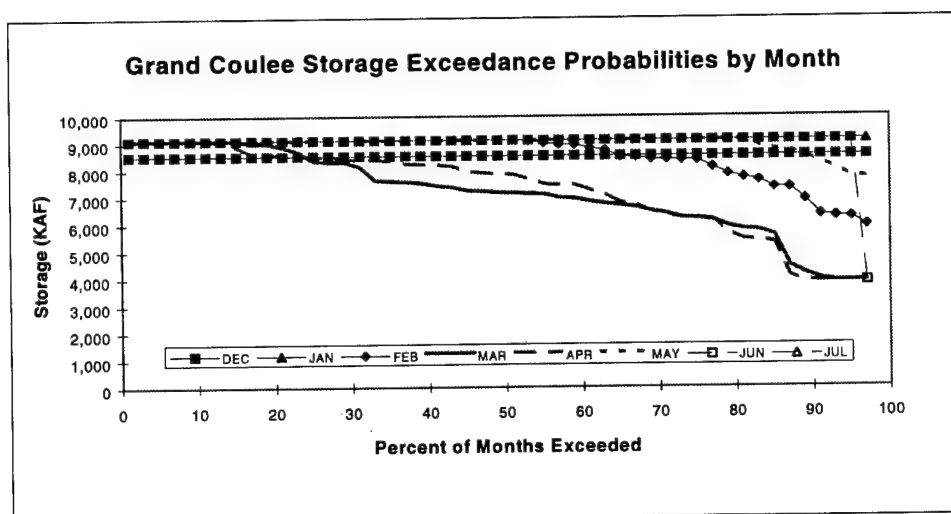 Grand Coulee Storage Exceedance Probabilities by Month
10,000
9,000
8,000
7,000
6,000
5,000
4,000
3,000
2,000
1,000
0
Storage (KAF)
DEC JAN FEB MAR APR MAY JUN JUL
0 10 20 30 40 50 60 70 80 90 100
Percent of Months Exceeded